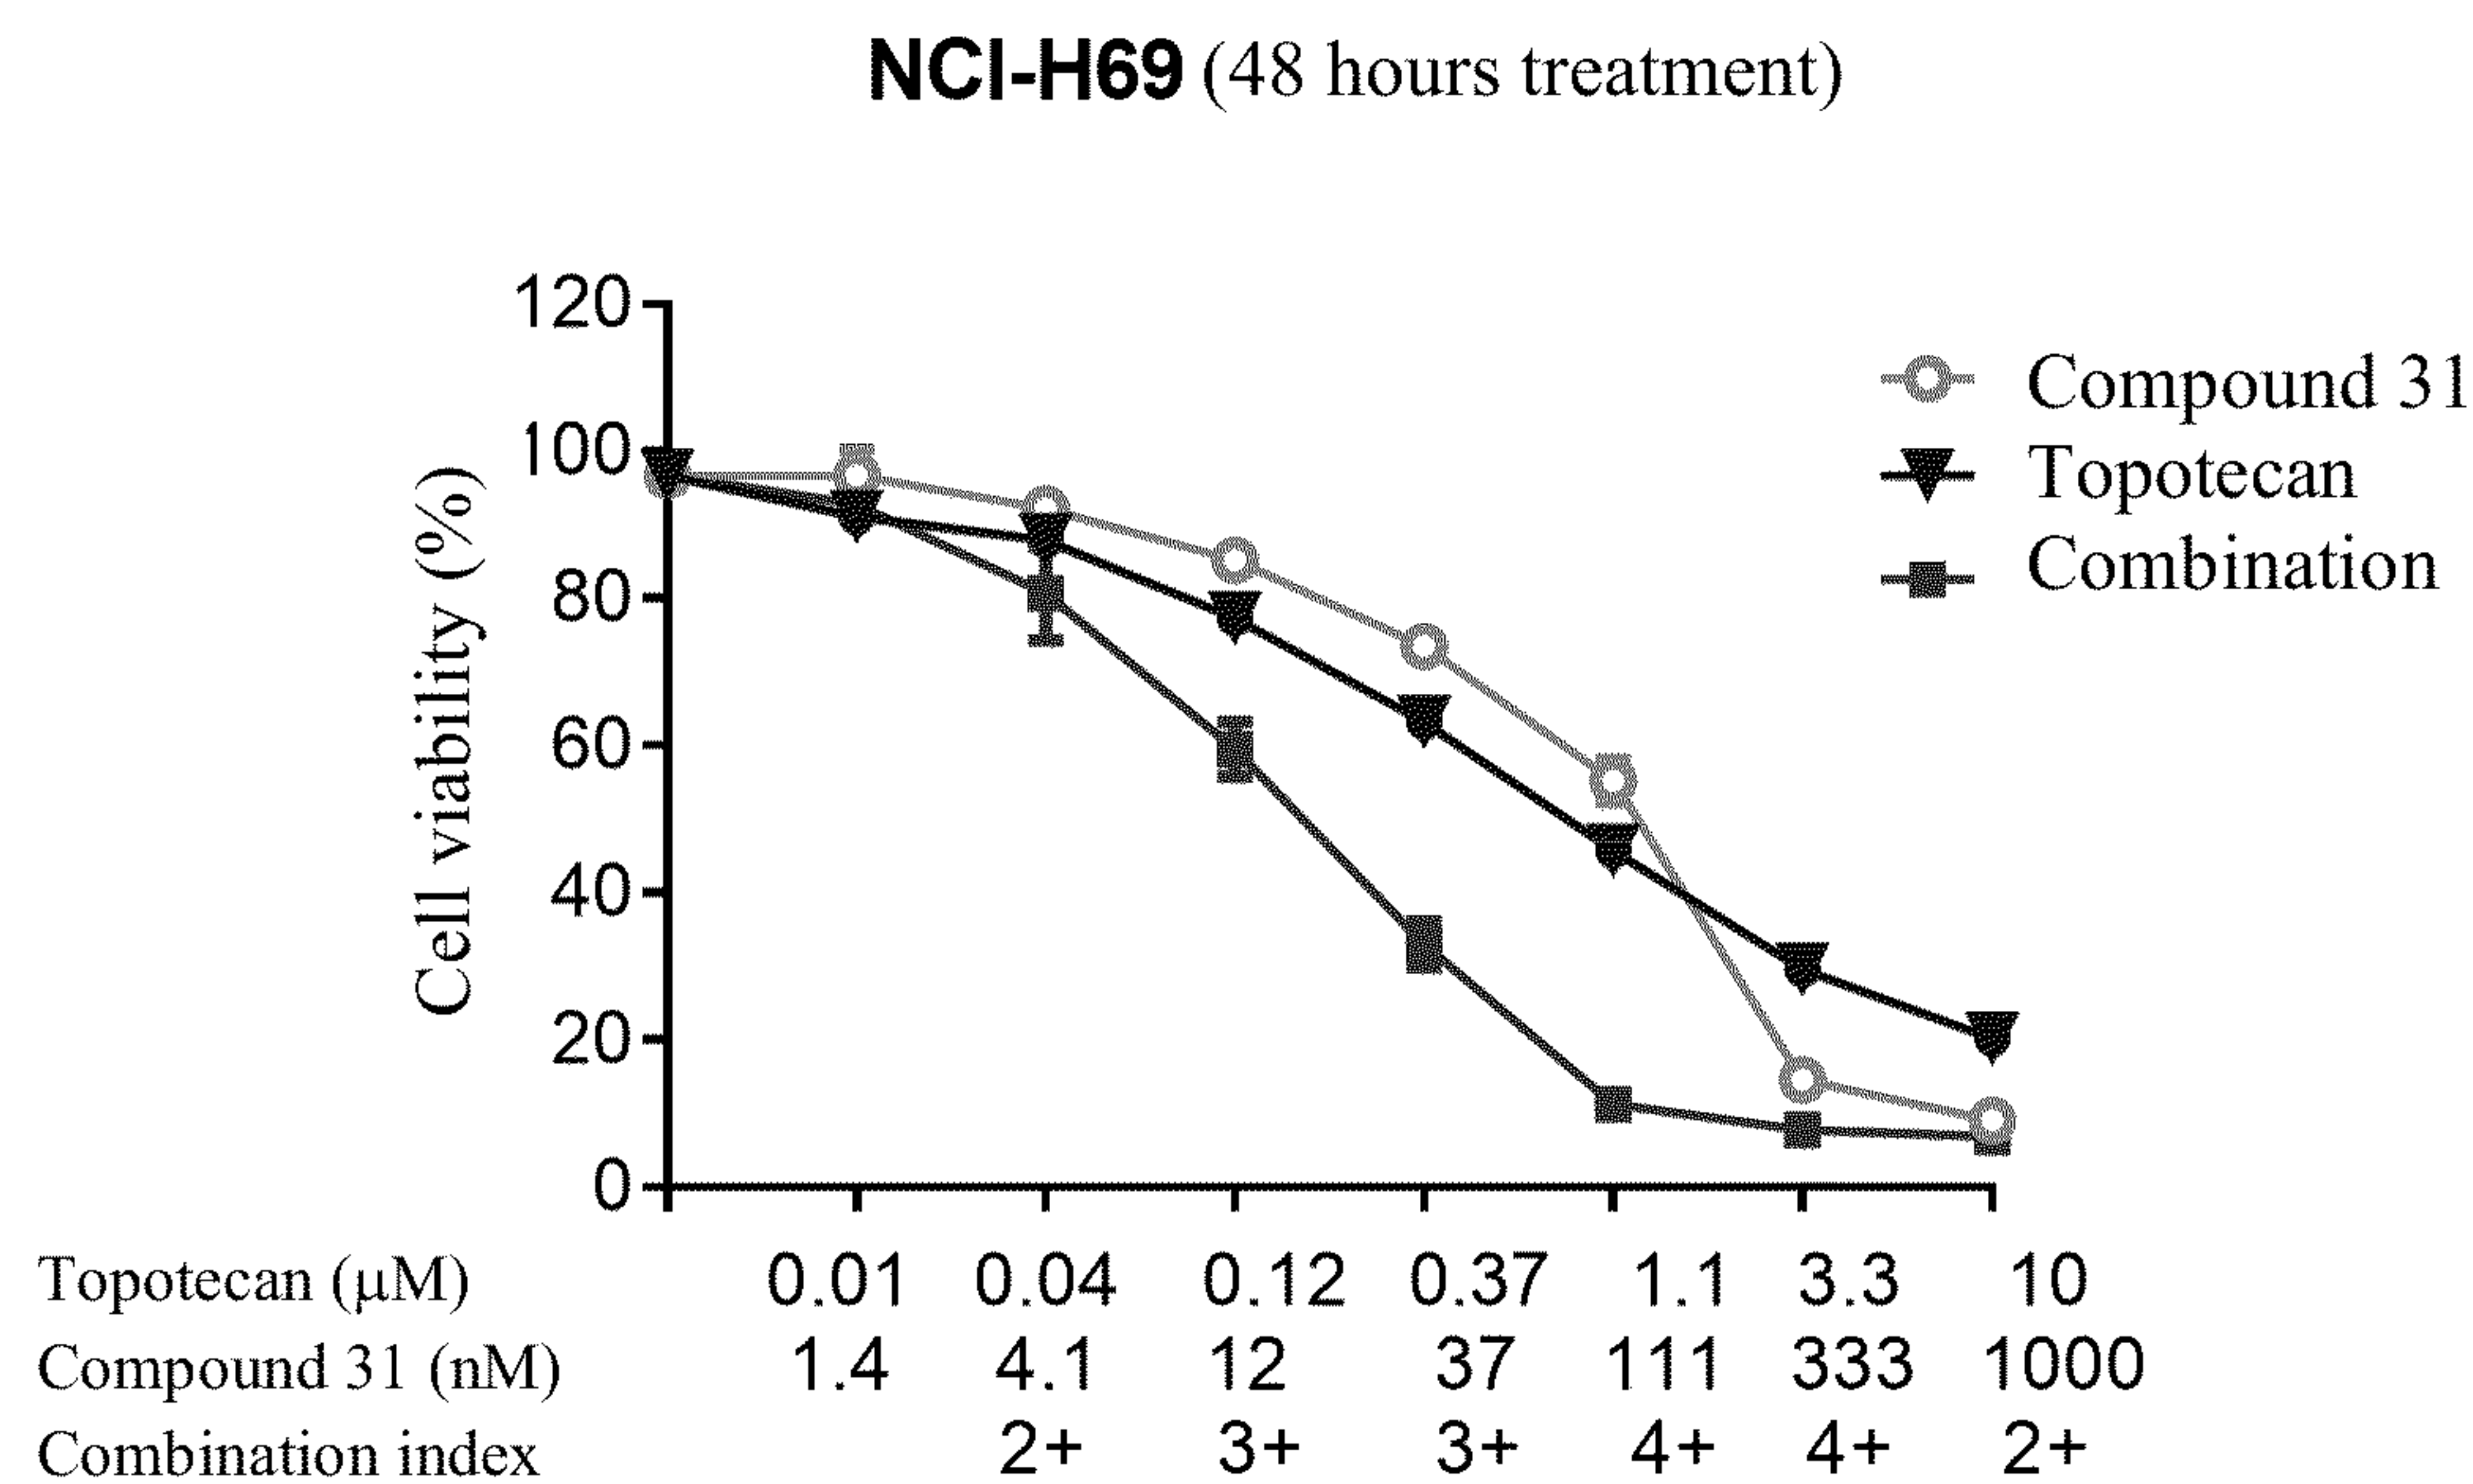 NCI-H69 (48 hours treatment)
120
100
80
60
40
20
0
Cell viability (%)
Compound 31
Topotecan
Combination
Topotecan (μM) 0.01 0.04 0.12 0.37 1.1 3.3 10
Compound 31 (nM) 1.4 4.1 12 37 111 333 1000
Combination index 2+ 3+ 3+ 4+ 4+ 2+